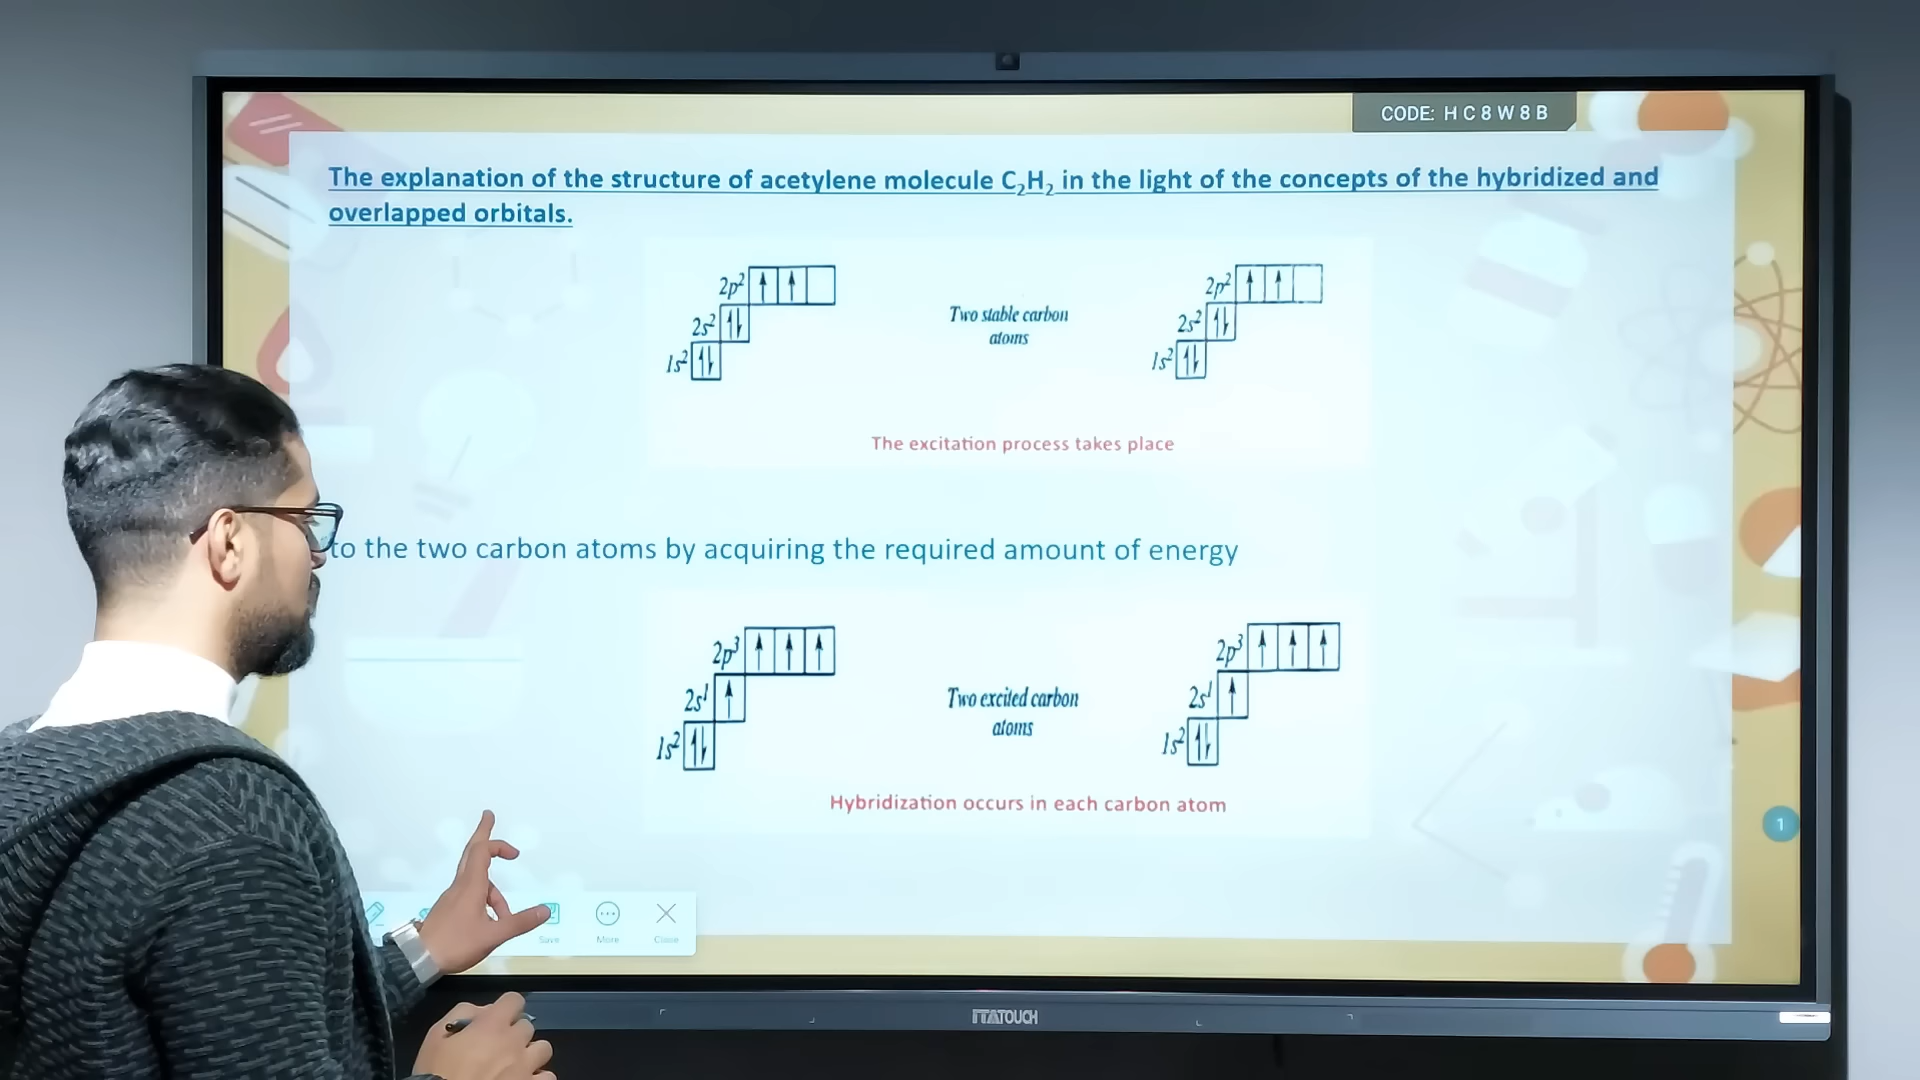 CODE: HC8W8B
The explanation of the structure of acetylene molecule C₂H₂ in the light of the concepts of the hybridized and
overlapped orbitals.
2p²
2s²
1s²
Two stable carbon
atoms
2p²
2s²
1s²
The excitation process takes place
to the two carbon atoms by acquiring the required amount of energy
2p³
2s¹
1s²
Two excited carbon
atoms
2p³
2s¹
1s²
Hybridization occurs in each carbon atom
1
Save More Close
ITATOUCH